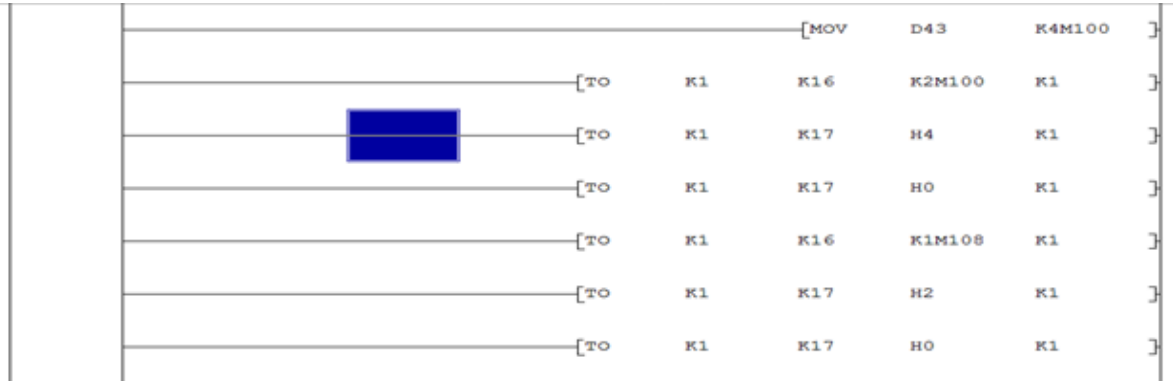 [MOV D43 K4M100 ]
[TO K1 K16 K2M100 K1 ]
[TO K1 K17 H4 K1 ]
[TO K1 K17 H0 K1 ]
[TO K1 K16 K1M108 K1 ]
[TO K1 K17 H2 K1 ]
[TO K1 K17 H0 K1 ]